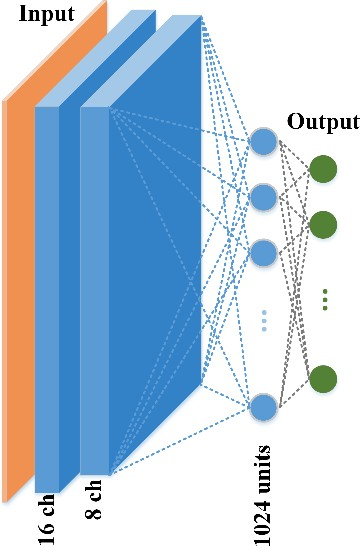 Input
Output
16 ch
8 ch
1024 units